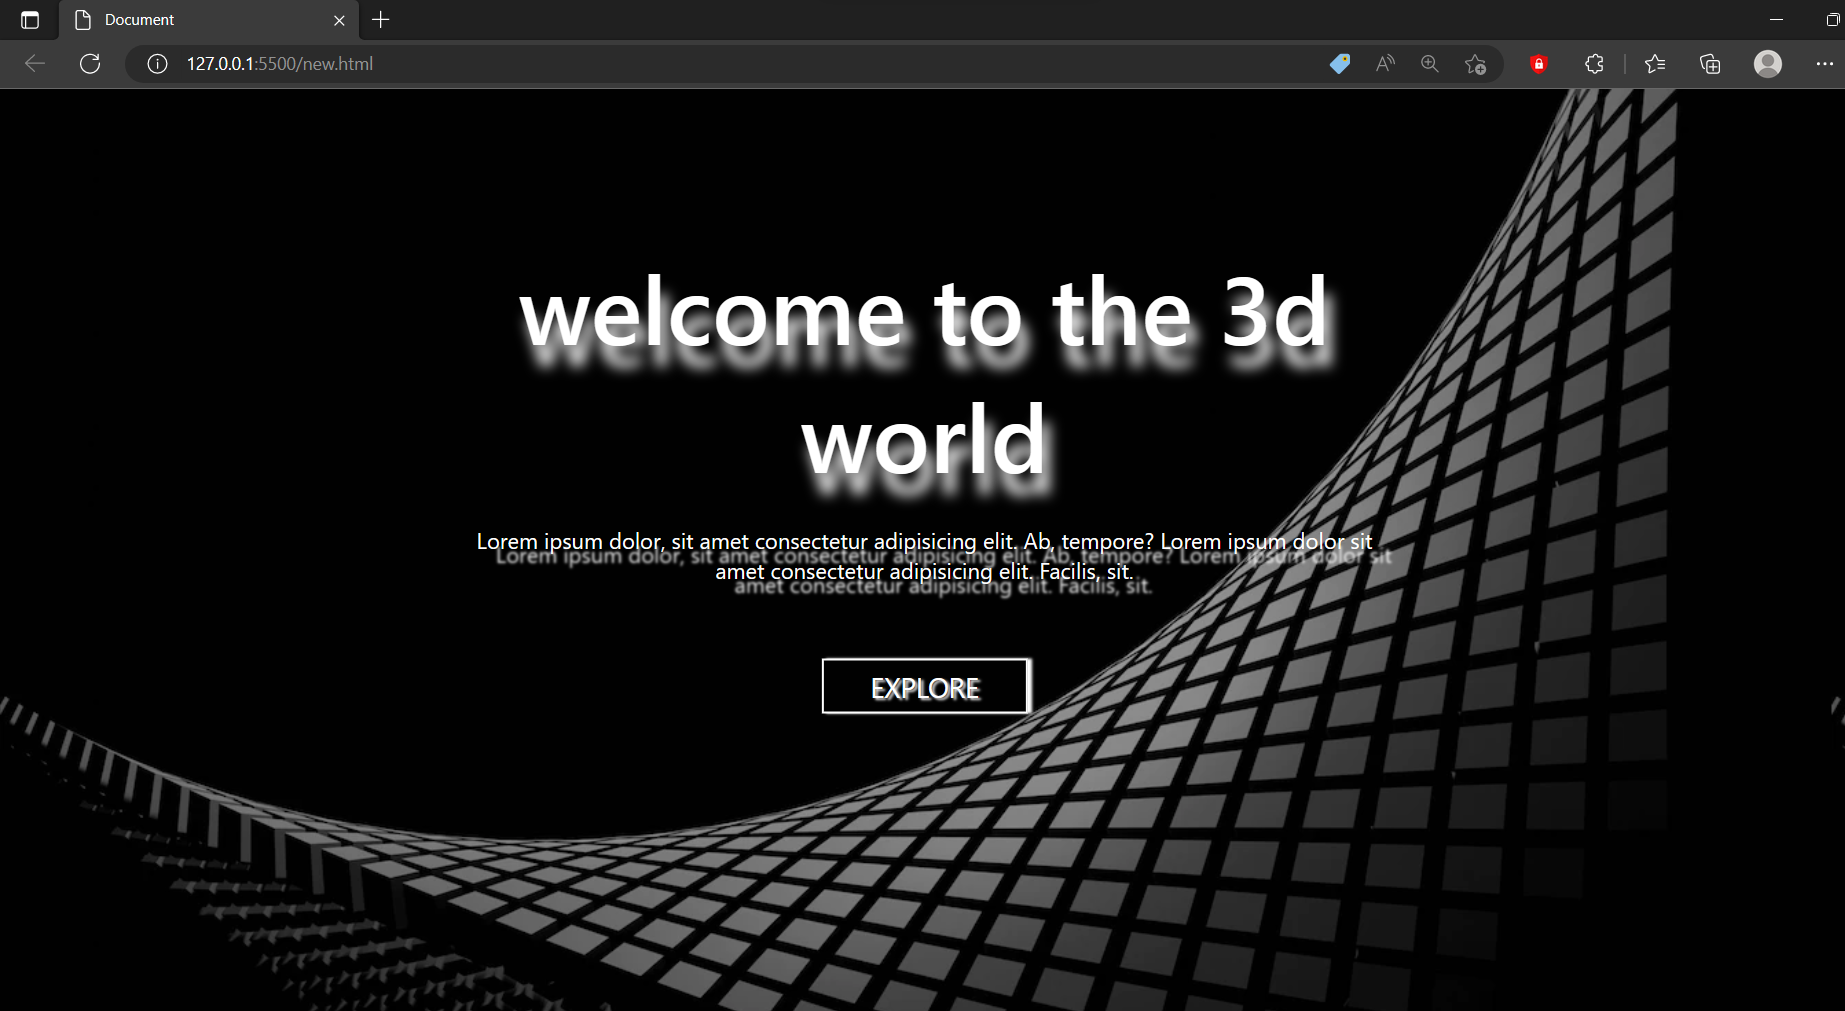 Document
127.0.0.1:5500/new.html
welcome to the 3d
world
Lorem ipsum dolor, sit amet consectetur adipisicing elit. Ab, tempore? Lorem ipsum dolor sit
amet consectetur adipisicing elit. Facilis, sit.
EXPLORE